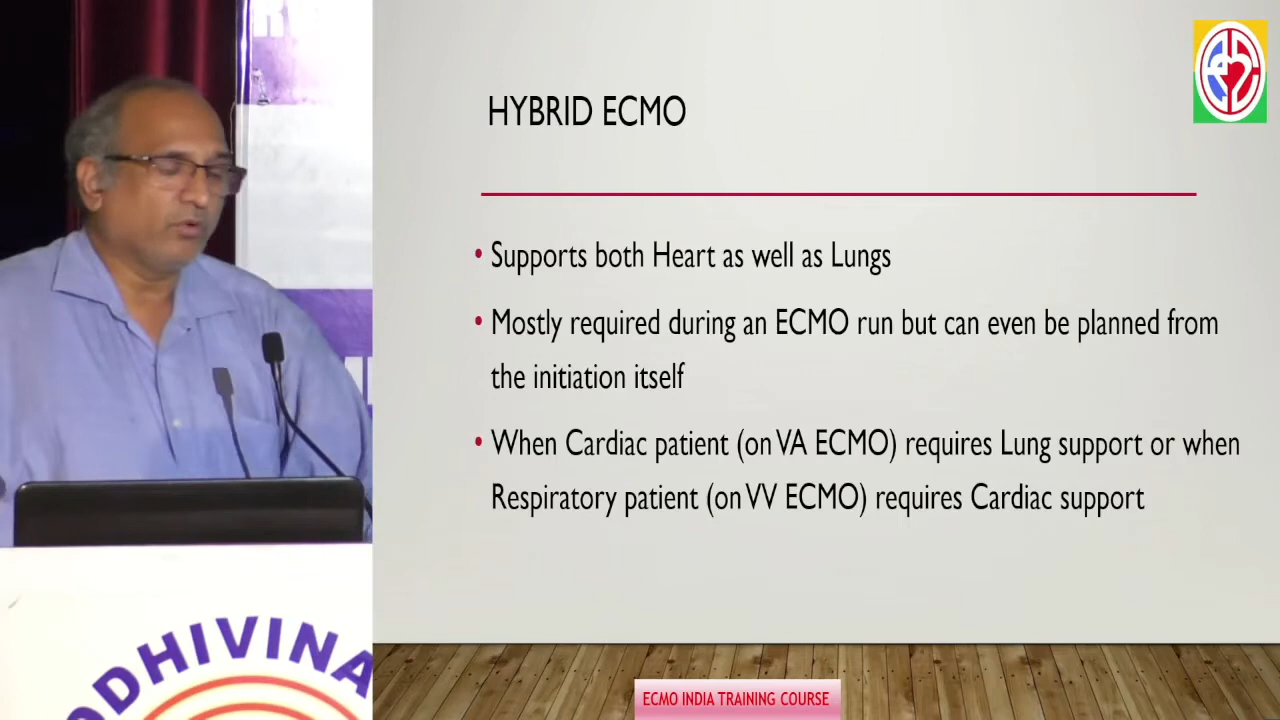 HYBRID ECMO
• Supports both Heart as well as Lungs
• Mostly required during an ECMO run but can even be planned from
the initiation itself
• When Cardiac patient (on VA ECMO) requires Lung support or when
Respiratory patient (on VV ECMO) requires Cardiac support
ECMO INDIA TRAINING COURSE
ODHIVINA